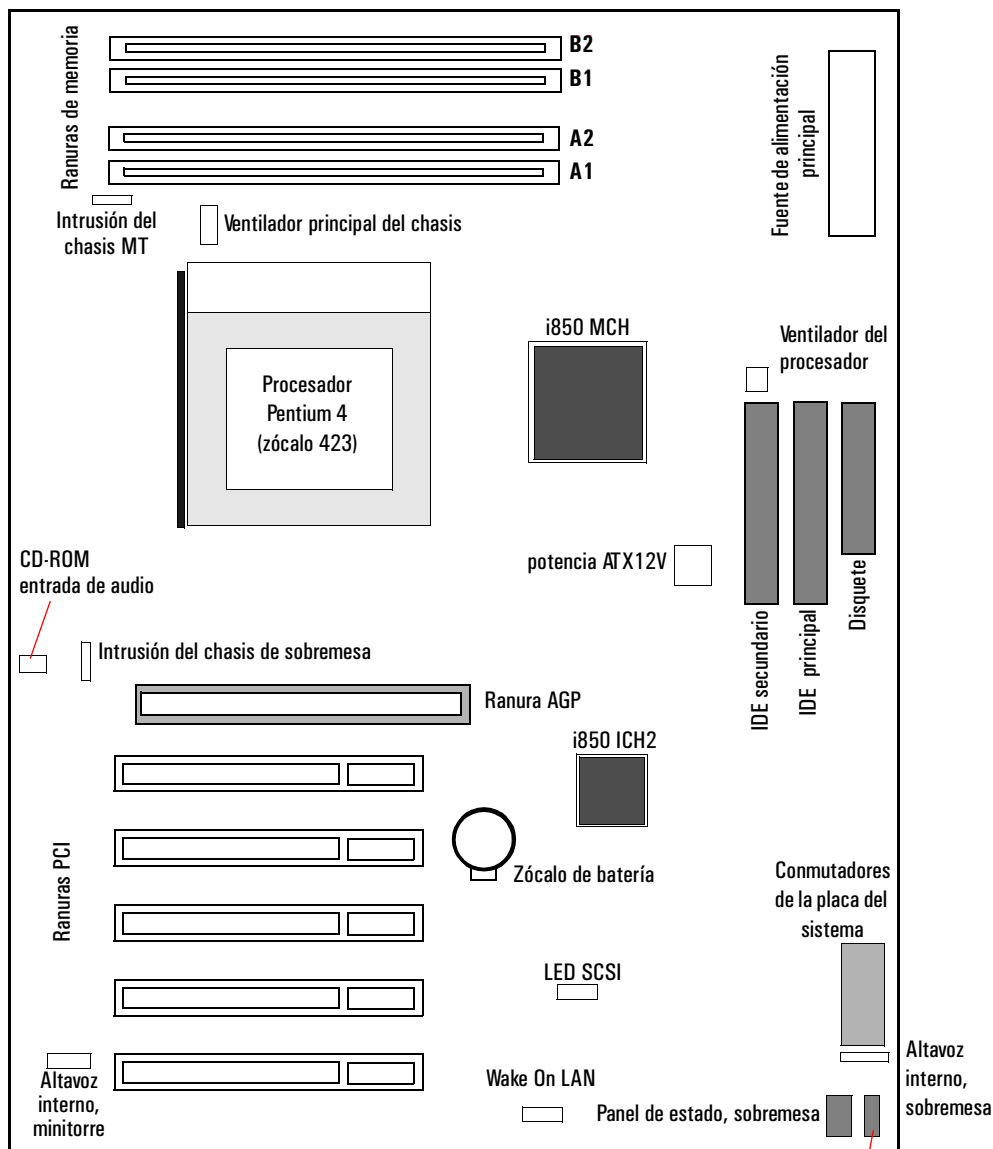 Ranuras de memoria
B2
B1
A2
A1
Fuente de alimentación
principal
Intrusión del
chasis MT
Ventilador principal del chasis
i850 MCH
Ventilador del
procesador
Procesador
Pentium 4
(zócalo 423)
CD-ROM
entrada de audio
potencia ATX12V
IDE secundario
IDE principal
Disquete
Intrusión del chasis de sobremesa
Ranura AGP
i850 ICH2
Ranuras PCI
Zócalo de batería
Conmutadores
de la placa del
sistema
LED SCSI
Altavoz
interno,
minitorre
Wake On LAN
Panel de estado, sobremesa
Altavoz
interno,
sobremesa